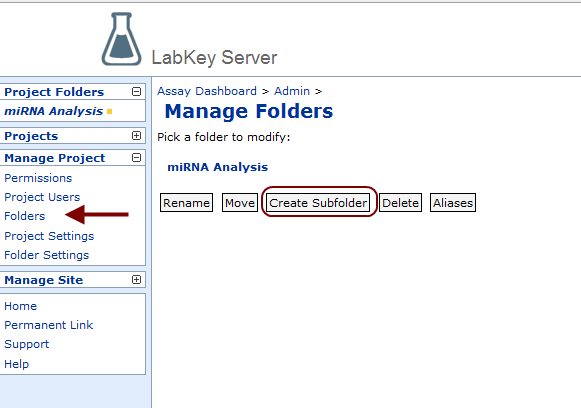 LabKey Server
Project Folders
miRNA Analysis
Projects
Manage Project
Permissions
Project Users
Folders
Project Settings
Folder Settings
Manage Site
Home
Permanent Link
Support
Help
Assay Dashboard > Admin >
Manage Folders
Pick a folder to modify:
miRNA Analysis
Rename Move Create Subfolder Delete Aliases